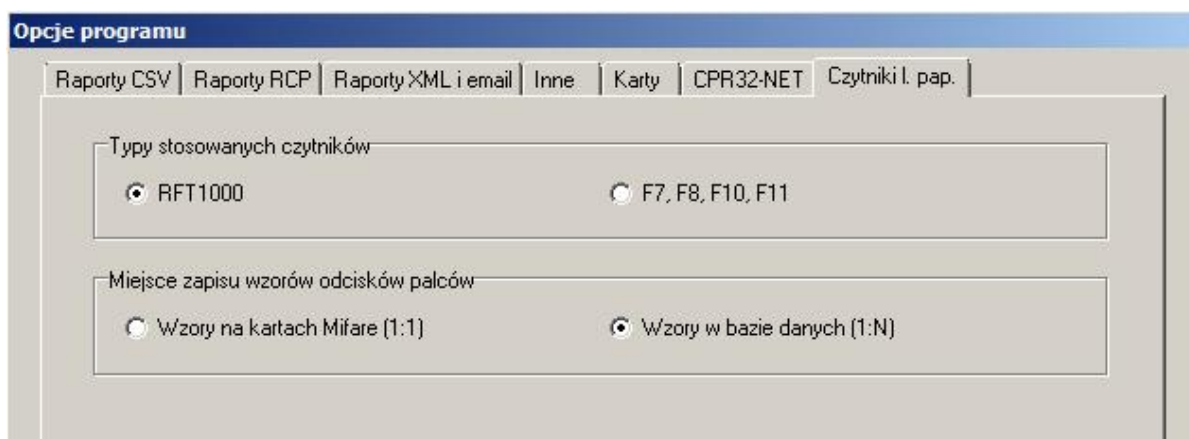 Opcje programu
Raporty CSV Raporty RCP Raporty XML i email Inne Karty CPR32-NET Czytniki l. pap.
Typy stosowanych czytników
RFT1000 F7, F8, F10, F11
Miejsce zapisu wzorów odcisków palców
Wzory na kartach Mifare (1:1) Wzory w bazie danych (1:N)